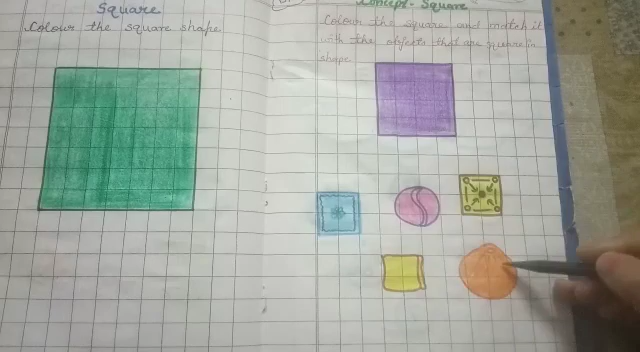 Square
Colour the square shape
Concept - Square
Colour the square and match it
with the objects that are square in
shape